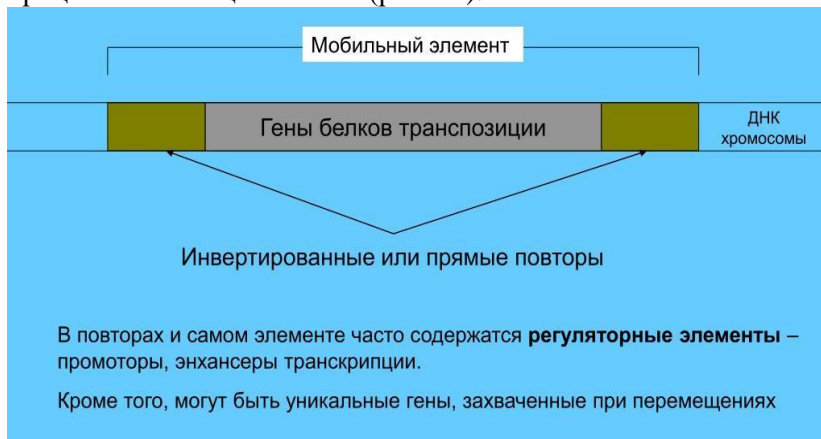 Мобильный элемент
Гены белков транспозиции
ДНК
хромосомы
Инвертированные или прямые повторы
В повторах и самом элементе часто содержатся регуляторные элементы –
промоторы, энхансеры транскрипции.
Кроме того, могут быть уникальные гены, захваченные при перемещениях